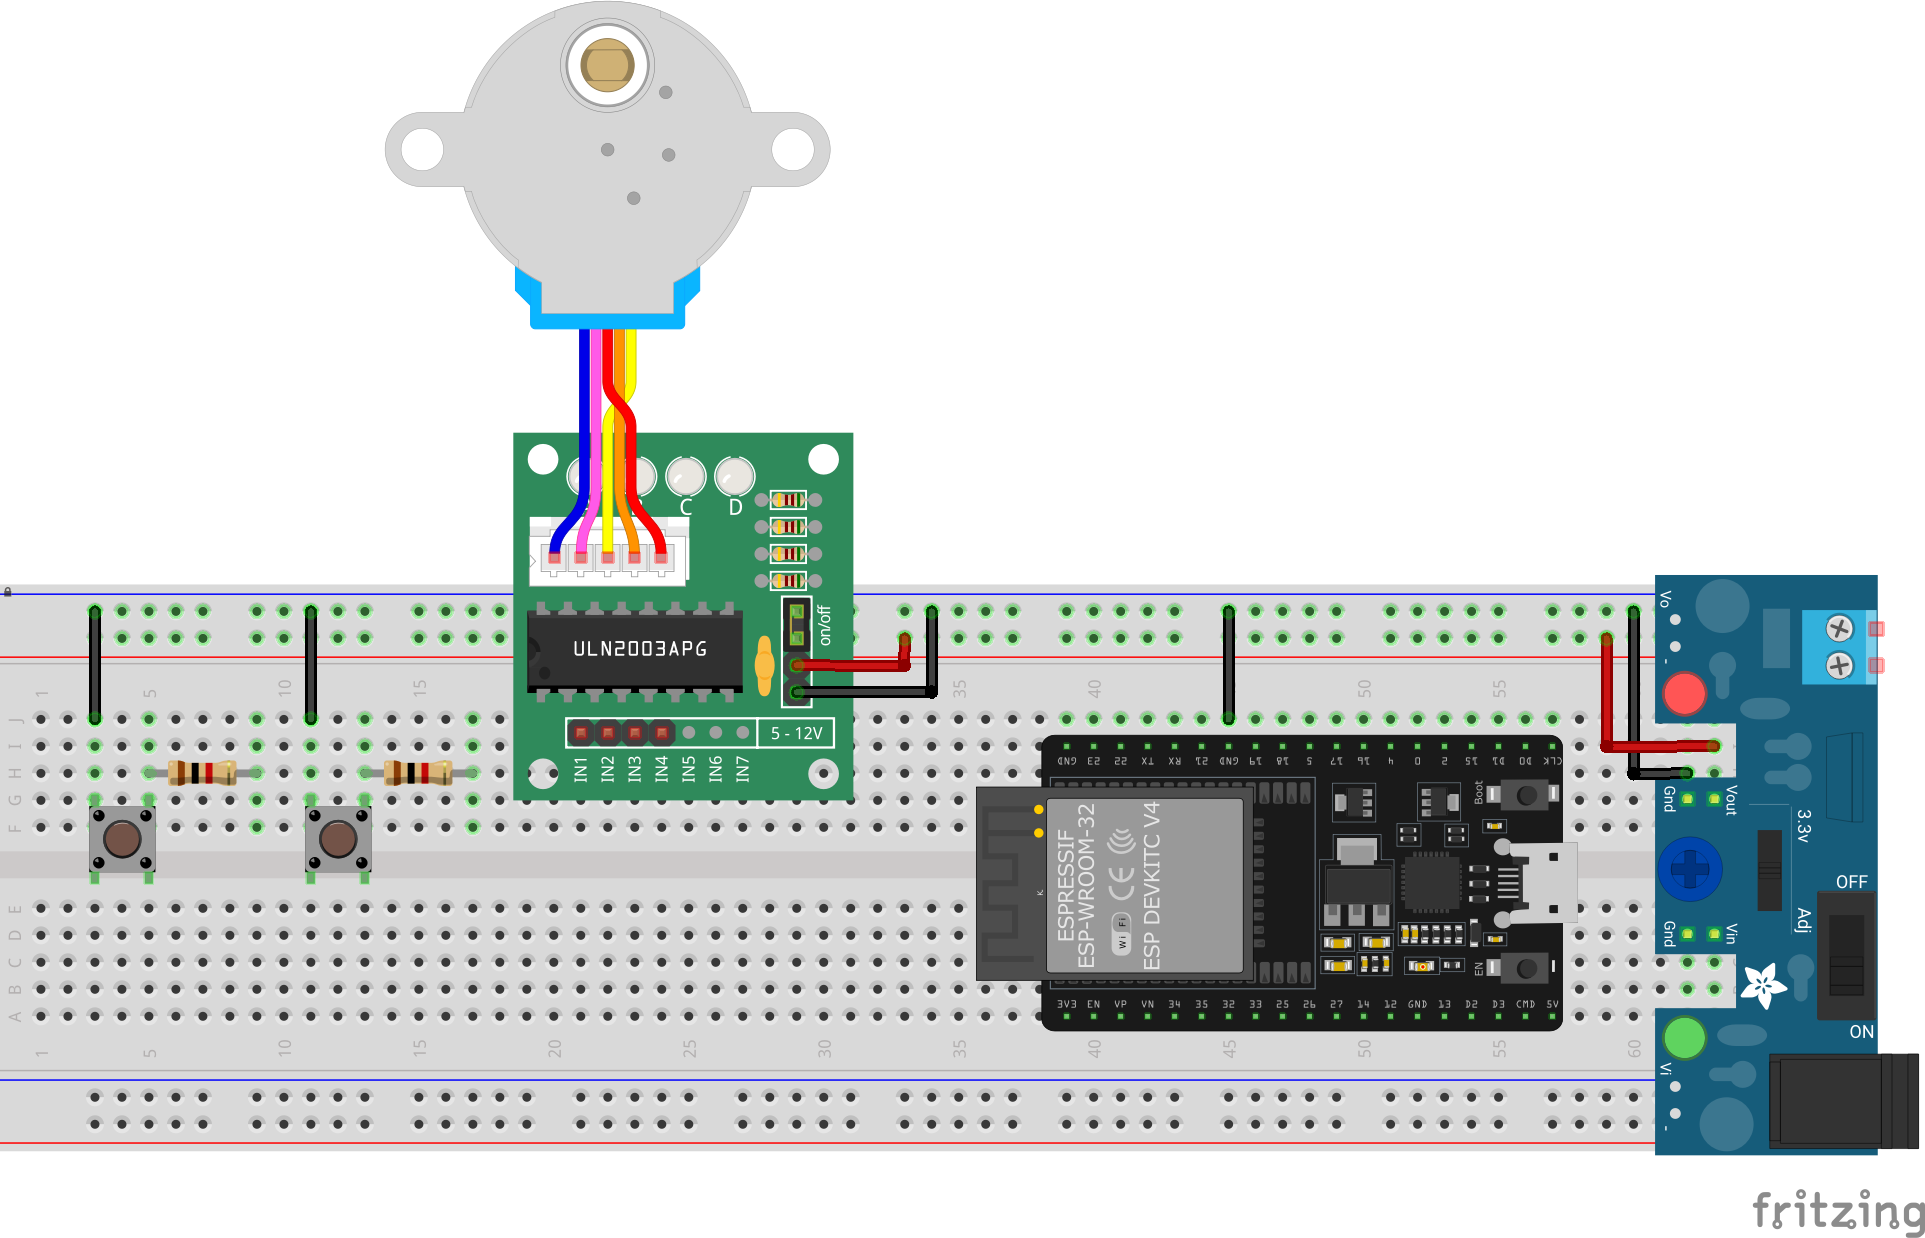 C D
on/off
ULN2003APG
5 - 12V
IN1 IN2 IN3 IN4 IN5 IN6 IN7
1 5 10 15 35 40 45 50 55
J
I
H
G
F
E
D
C
B
A
1 5 10 15 20 25 30 35 40 45 50 55 60
GND 23 22 TX RX 21 GND 19 18 5 17 16 4 0 2 15 D1 D0 CLK
Boot
ESPRESSIF
ESP-WROOM-32
Wi Fi
CE
ESP DEVKITC V4
K
EN
3V3 EN VP VN 34 35 32 33 25 26 27 14 12 GND 13 D2 D3 CMD 5V
Vo
-
Gnd Vout
3.3v
OFF
Adj
Gnd Vin
ON
Vi
-
fritzing